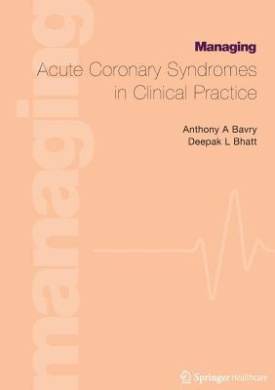 managing
Managing
Acute Coronary Syndromes
in Clinical Practice
Anthony A Bavry
Deepak L Bhatt
Springer Healthcare